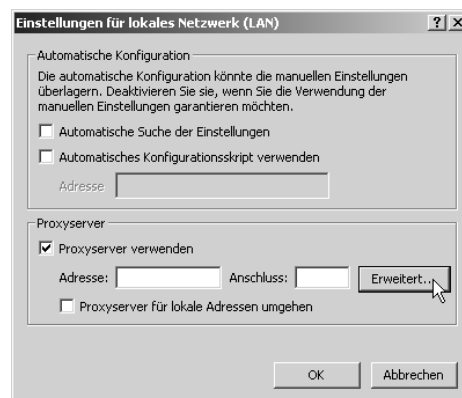 Einstellungen für lokales Netzwerk (LAN)
Automatische Konfiguration
Die automatische Konfiguration könnte die manuellen Einstellungen
überlagern. Deaktivieren Sie sie, wenn Sie die Verwendung der
manuellen Einstellungen garantieren möchten.
Automatische Suche der Einstellungen
Automatisches Konfigurationsskript verwenden
Adresse
Proxyserver
Proxyserver verwenden
Adresse: Anschluss: Erweitert...
Proxyserver für lokale Adressen umgehen
OK Abbrechen